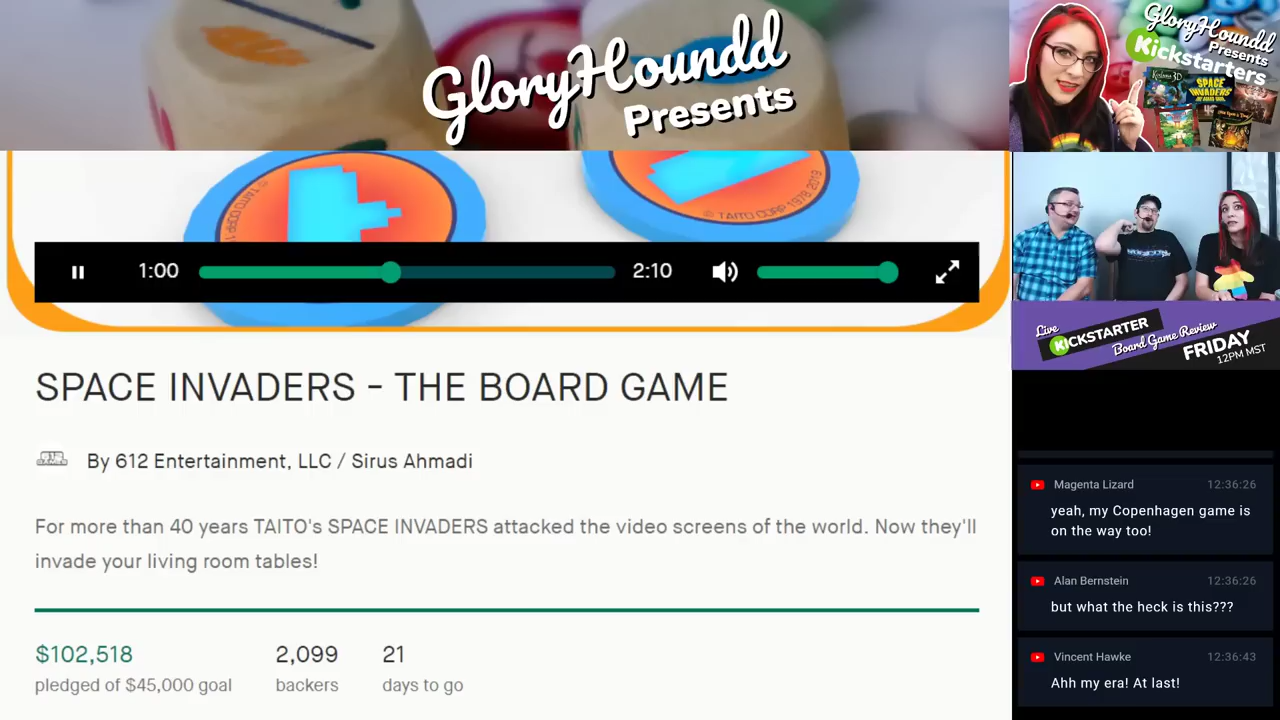 GloryHoundd
Presents
GloryHoundd
Presents
Kickstarters
SPACE
INVADERS
© TAITO CORP 1978 2019
1:00
2:10
Live
KICKSTARTER
Board Game Review
FRIDAY
12PM MST
SPACE INVADERS - THE BOARD GAME
By 612 Entertainment, LLC / Sirus Ahmadi
For more than 40 years TAITO's SPACE INVADERS attacked the video screens of the world. Now they'll
invade your living room tables!
$102,518
pledged of $45,000 goal
2,099
backers
21
days to go
Magenta Lizard 12:36:26
yeah, my Copenhagen game is
on the way too!
Alan Bernstein 12:36:26
but what the heck is this???
Vincent Hawke 12:36:43
Ahh my era! At last!